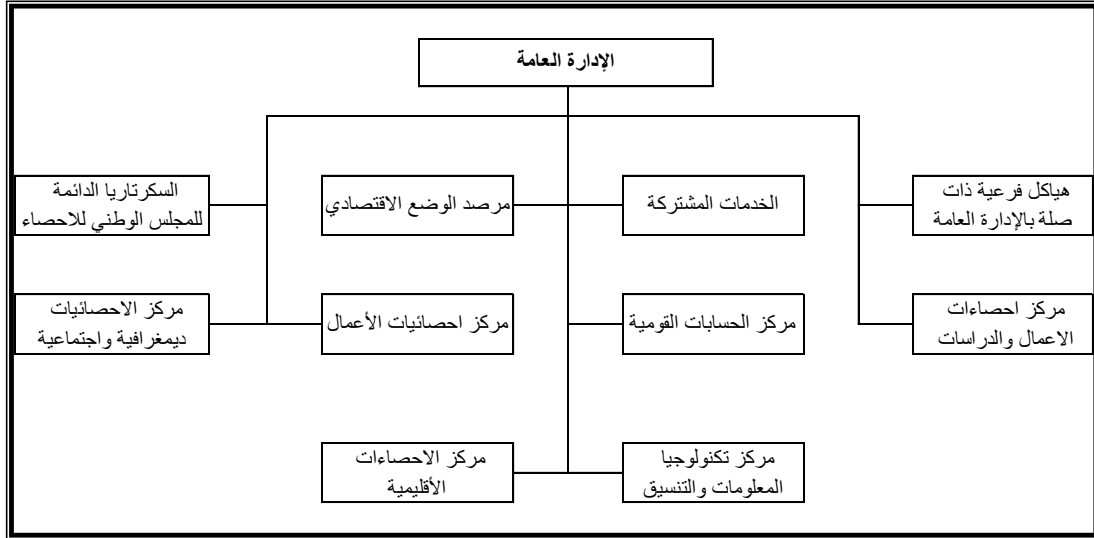 الإدارة العامة
هياكل فرعية ذات
صلة بالإدارة العامة
الخدمات المشتركة
مرصد الوضع الاقتصادي
السكرتاريا الدائمة
للمجلس الوطني للاحصاء
مركز احصاءات
الاعمال والدراسات
مركز الحسابات القومية
مركز احصائيات الأعمال
مركز الاحصائيات
ديمغرافية واجتماعية
مركز تكنولوجيا
المعلومات والتنسيق
مركز الاحصاءات
الأقليمية